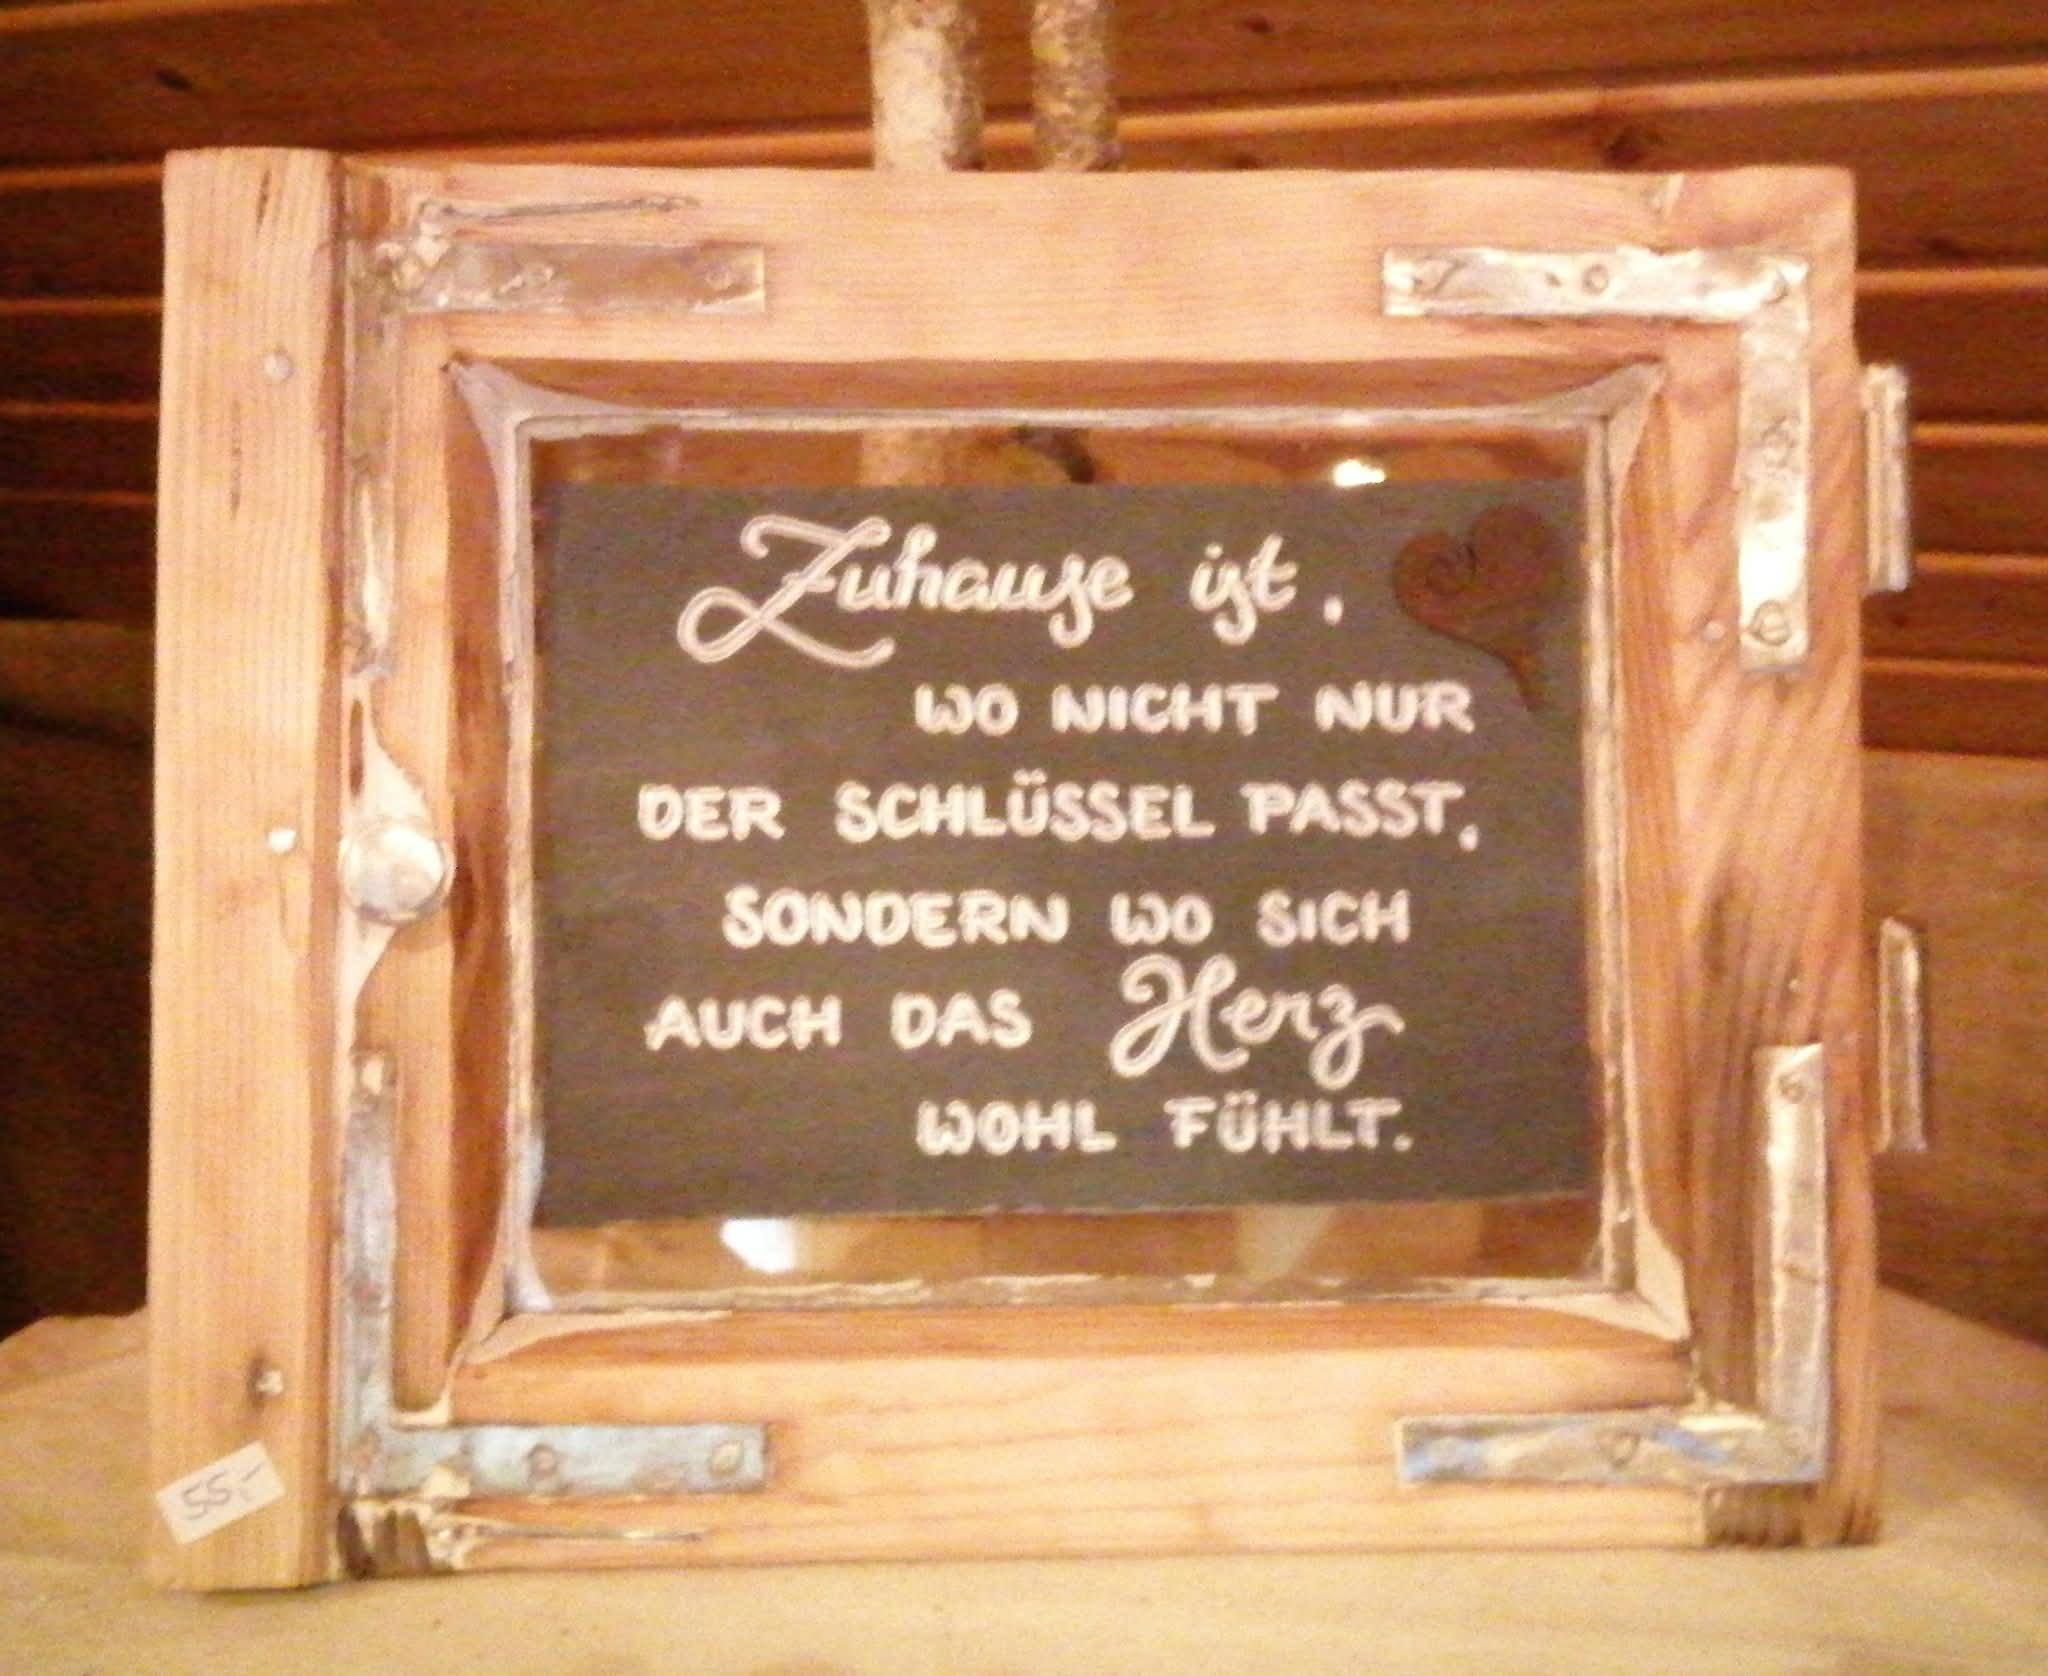 Zuhause ist,
WO NICHT NUR
DER SCHLÜSSEL PASST,
SONDERN WO SICH
AUCH DAS Herz
WOHL FÜHLT.
55,-